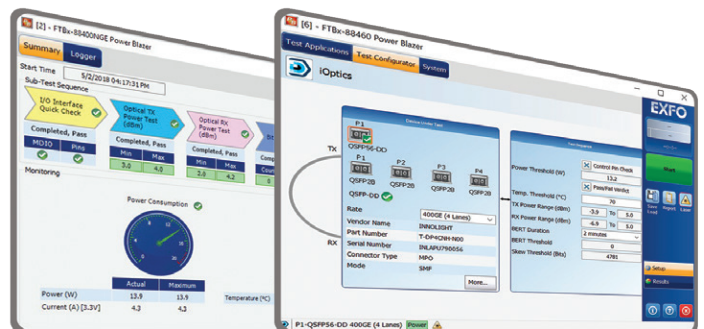 [2] - FTBx-88400NGE Power Blazer
Summary
Logger
Start Time
5/2/2018 04:17:31 PM
Sub-Test Sequence
I/O Interface
Quick Check
Completed, Pass
MDIO
Pins
Optical TX
Power Test
(dBm)
Completed, Pass
Min
Max
3.0
4.0
Optical RX
Power Test
(dBm)
Completed, Pass
Min
Max
3.0
4.2
Monitoring
Power Consumption
Actual
Maximum
Power (W)
13.9
13.9
Current (A) [3.3V]
4.3
4.3
Temperature (°C)
[6] - FTBx-88460 Power Blazer
Test Applications
Test Configurator
System
iOptics
TX
RX
P1
QSFP56-DD
P1
P2
P3
P4
QSFP28
QSFP28
QSFP28
QSFP28
QSFP-DD
Rate
400GE (4 Lanes)
Vendor Name
INNOLIGHT
Part Number
T-DP4CNH-N00
Serial Number
INLAPU790056
Connector Type
MPO
Mode
SMF
More...
Power Threshold (W)
Control Pin Check
13.2
Pass/Fail Verdict
Temp. Threshold (°C)
70
TX Power Range (dBm)
-3.9
To
5.0
RX Power Range (dBm)
-6.9
To
5.0
BERT Duration
2 minutes
BERT Threshold
0
Skew Threshold (Bits)
4781
EXFO
Start
Save
Load
Report
Laser
Setup
Results
P1-QSFP56-DD 400GE (4 Lanes)
Power